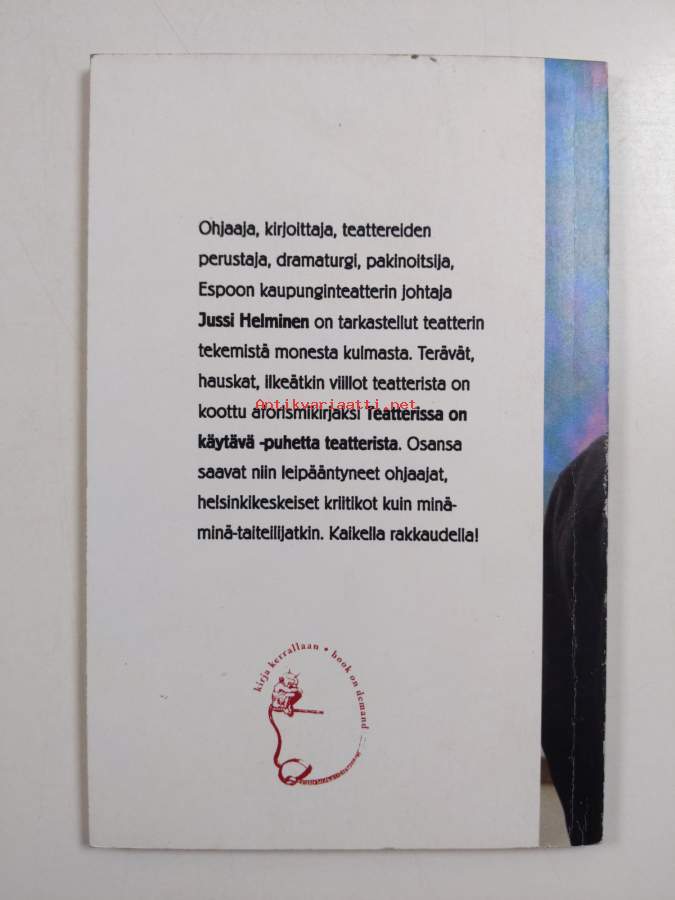 Ohjaaja, kirjoittaja, teattereiden
perustaja, dramaturgi, pakinoitsija,
Espoon kaupunginteatterin johtaja
Jussi Helminen on tarkastellut teatterin
tekemistä monesta kulmasta. Terävät,
hauskat, ilkeätkin viillot teatterista on
Antikvariaatti.net
koottu aforismikirjaksi Teatterissa on
käytävä -puhetta teatterista. Osansa
saavat niin leipääntyneet ohjaajat,
helsinkikeskeiset kriitikot kuin minä-
minä-taiteilijatkin. Kaikella rakkaudella!
kirja kerrallaan • book on demand